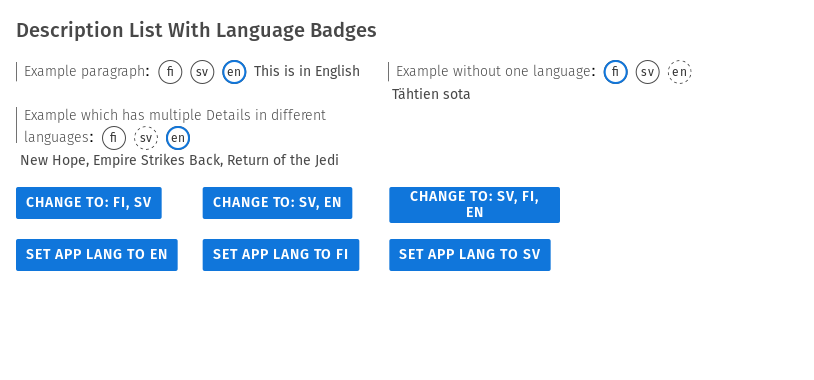 Description List With Language Badges
Example paragraph: fi sv en This is in English
Example without one language: fi sv en
Tähtien sota
Example which has multiple Details in different
languages: fi sv en
New Hope, Empire Strikes Back, Return of the Jedi
CHANGE TO: FI, SV
CHANGE TO: SV, EN
CHANGE TO: SV, FI,
EN
SET APP LANG TO EN
SET APP LANG TO FI
SET APP LANG TO SV